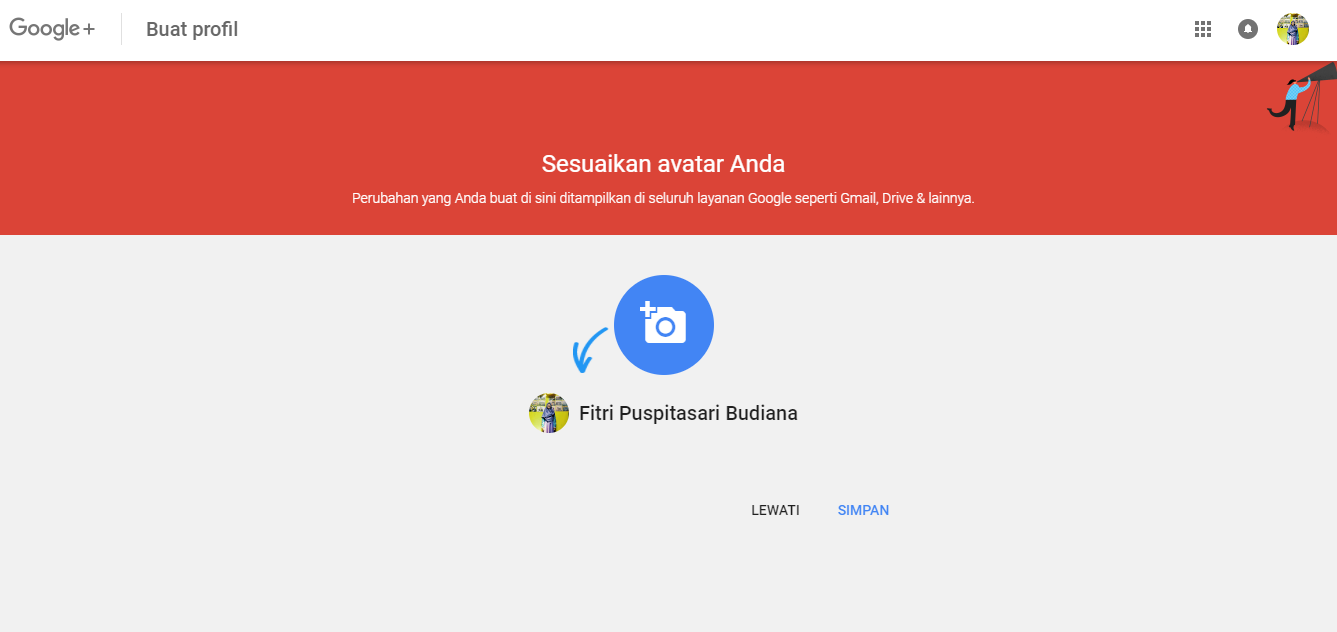 Google+ Buat profil
Sesuaikan avatar Anda
Perubahan yang Anda buat di sini ditampilkan di seluruh layanan Google seperti Gmail, Drive & lainnya.
Fitri Puspitasari Budiana
LEWATI SIMPAN